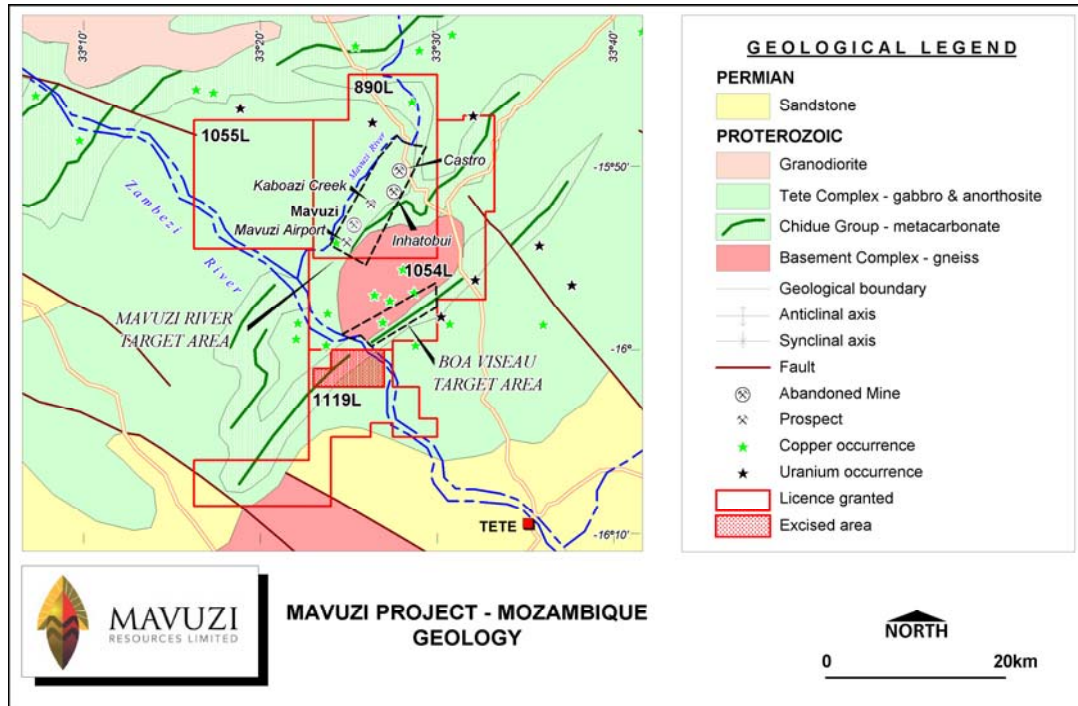 33°10'
33°20'
33°30'
33°40'
890L
1055L
Mavuzi River
Castro
-15°50'
Kaboazi Creek
Mavuzi
Mavuzi Airport
Inhatobui
Zambezi
River
1054L
MAVUZI RIVER
TARGET AREA
-16°
BOA VISEAU
TARGET AREA
1119L
TETE
-16°10'
GEOLOGICAL LEGEND
PERMIAN
Sandstone
PROTEROZOIC
Granodiorite
Tete Complex - gabbro & anorthosite
Chidue Group - metacarbonate
Basement Complex - gneiss
Geological boundary
Anticlinal axis
Synclinal axis
Fault
Abandoned Mine
Prospect
Copper occurrence
Uranium occurrence
Licence granted
Excised area
MAVUZI
RESOURCES LIMITED
MAVUZI PROJECT - MOZAMBIQUE
GEOLOGY
NORTH
0 20km